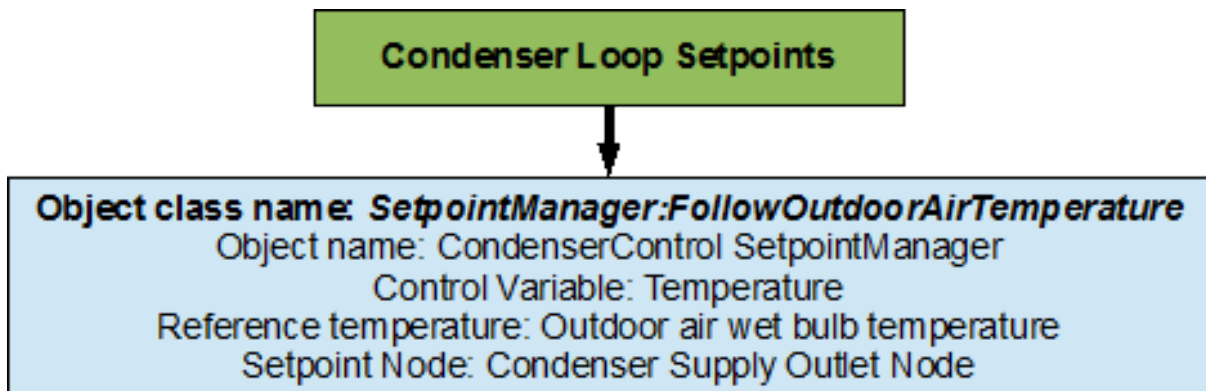 Condenser Loop Setpoints
Object class name: SetpointManager:FollowOutdoorAirTemperature
Object name: CondenserControl SetpointManager
Control Variable: Temperature
Reference temperature: Outdoor air wet bulb temperature
Setpoint Node: Condenser Supply Outlet Node